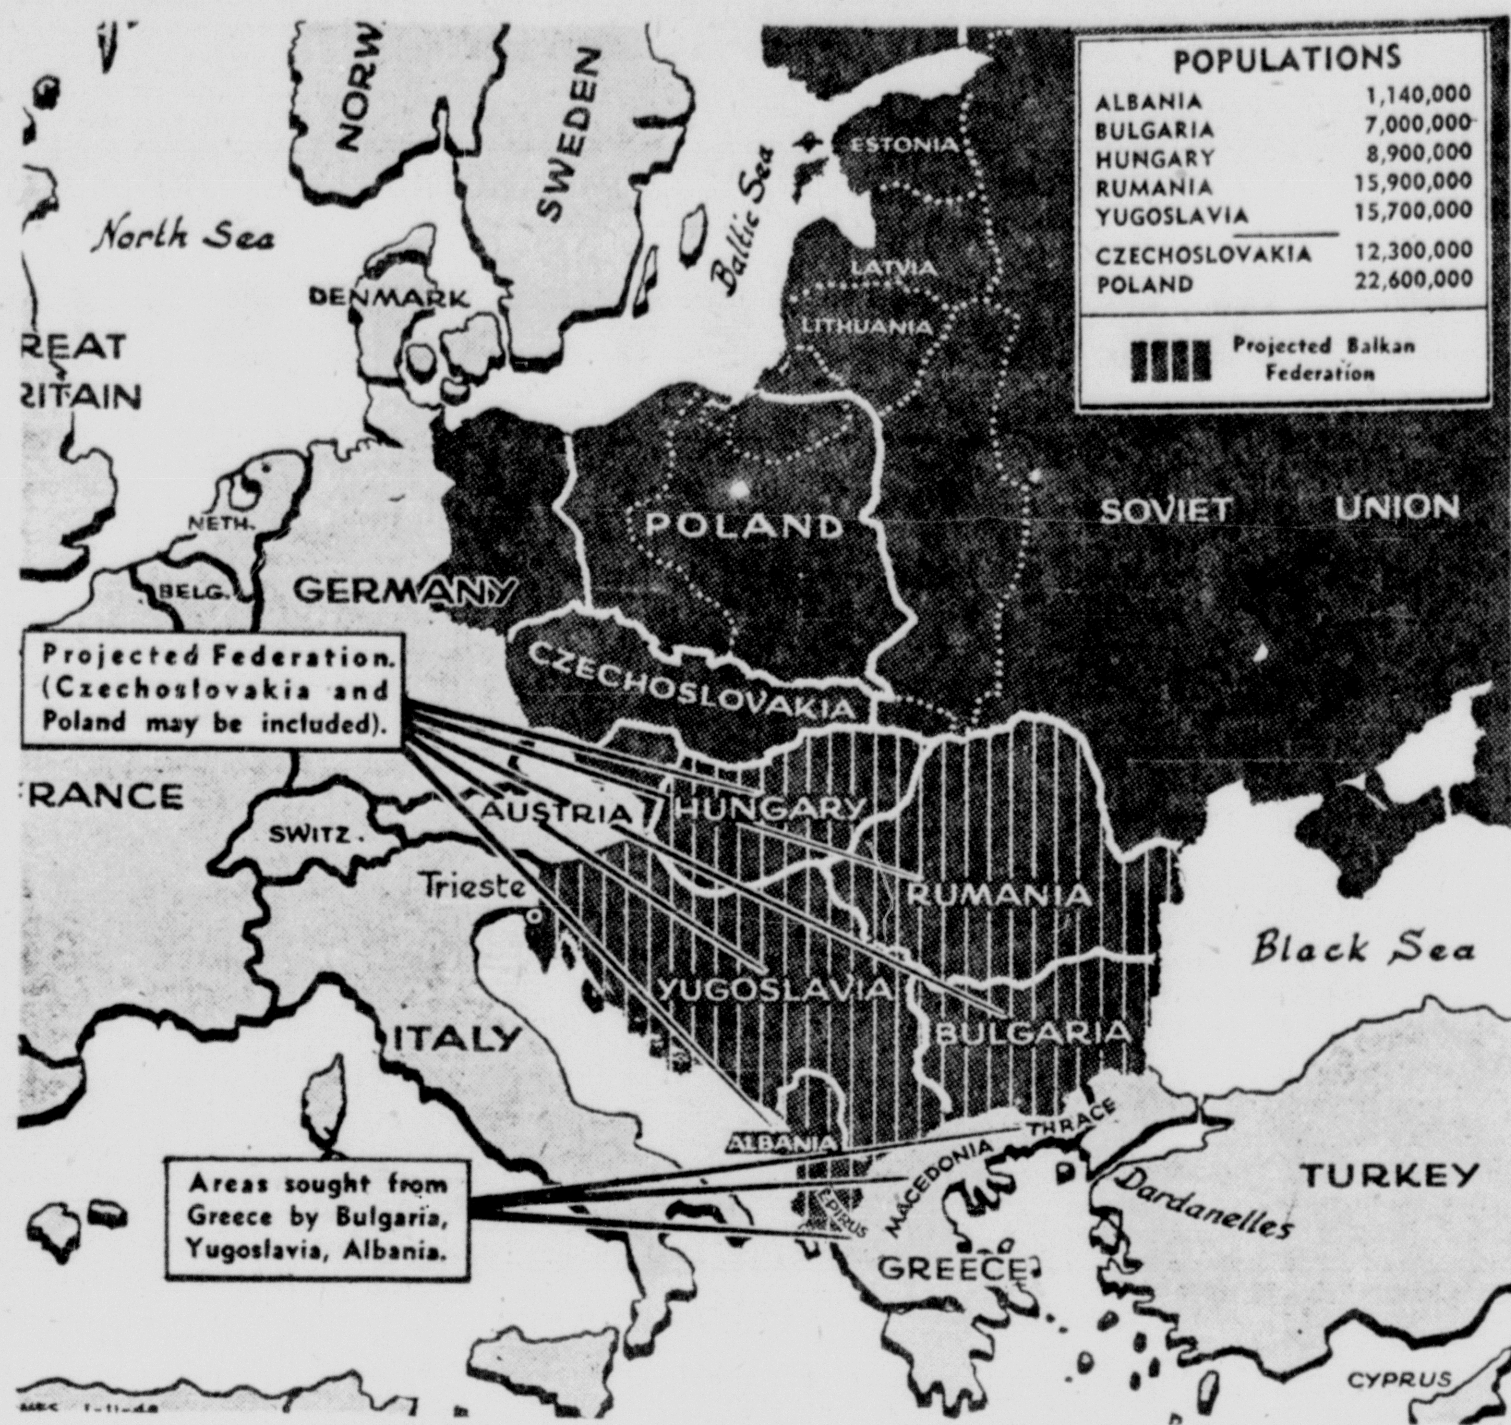 NORW
SWEDEN
POPULATIONS
ALBANIA 1,140,000
BULGARIA 7,000,000
HUNGARY 8,900,000
RUMANIA 15,900,000
YUGOSLAVIA 15,700,000
CZECHOSLOVAKIA 12,300,000
POLAND 22,600,000
Projected Balkan
Federation
ESTONIA
Baltic Sea
North Sea
LATVIA
DENMARK
LITHUANIA
REAT
RITAIN
NETH.
POLAND
SOVIET UNION
BELG.
GERMANY
Projected Federation.
(Czechoslovakia and
Poland may be included).
CZECHOSLOVAKIA
FRANCE
AUSTRIA
HUNGARY
SWITZ.
Trieste
RUMANIA
Black Sea
YUGOSLAVIA
ITALY
BULGARIA
ALBANIA
THRACE
MACEDONIA
EPIRUS
Areas sought from
Greece by Bulgaria,
Yugoslavia, Albania.
Dardanelles
TURKEY
GREECE
CYPRUS